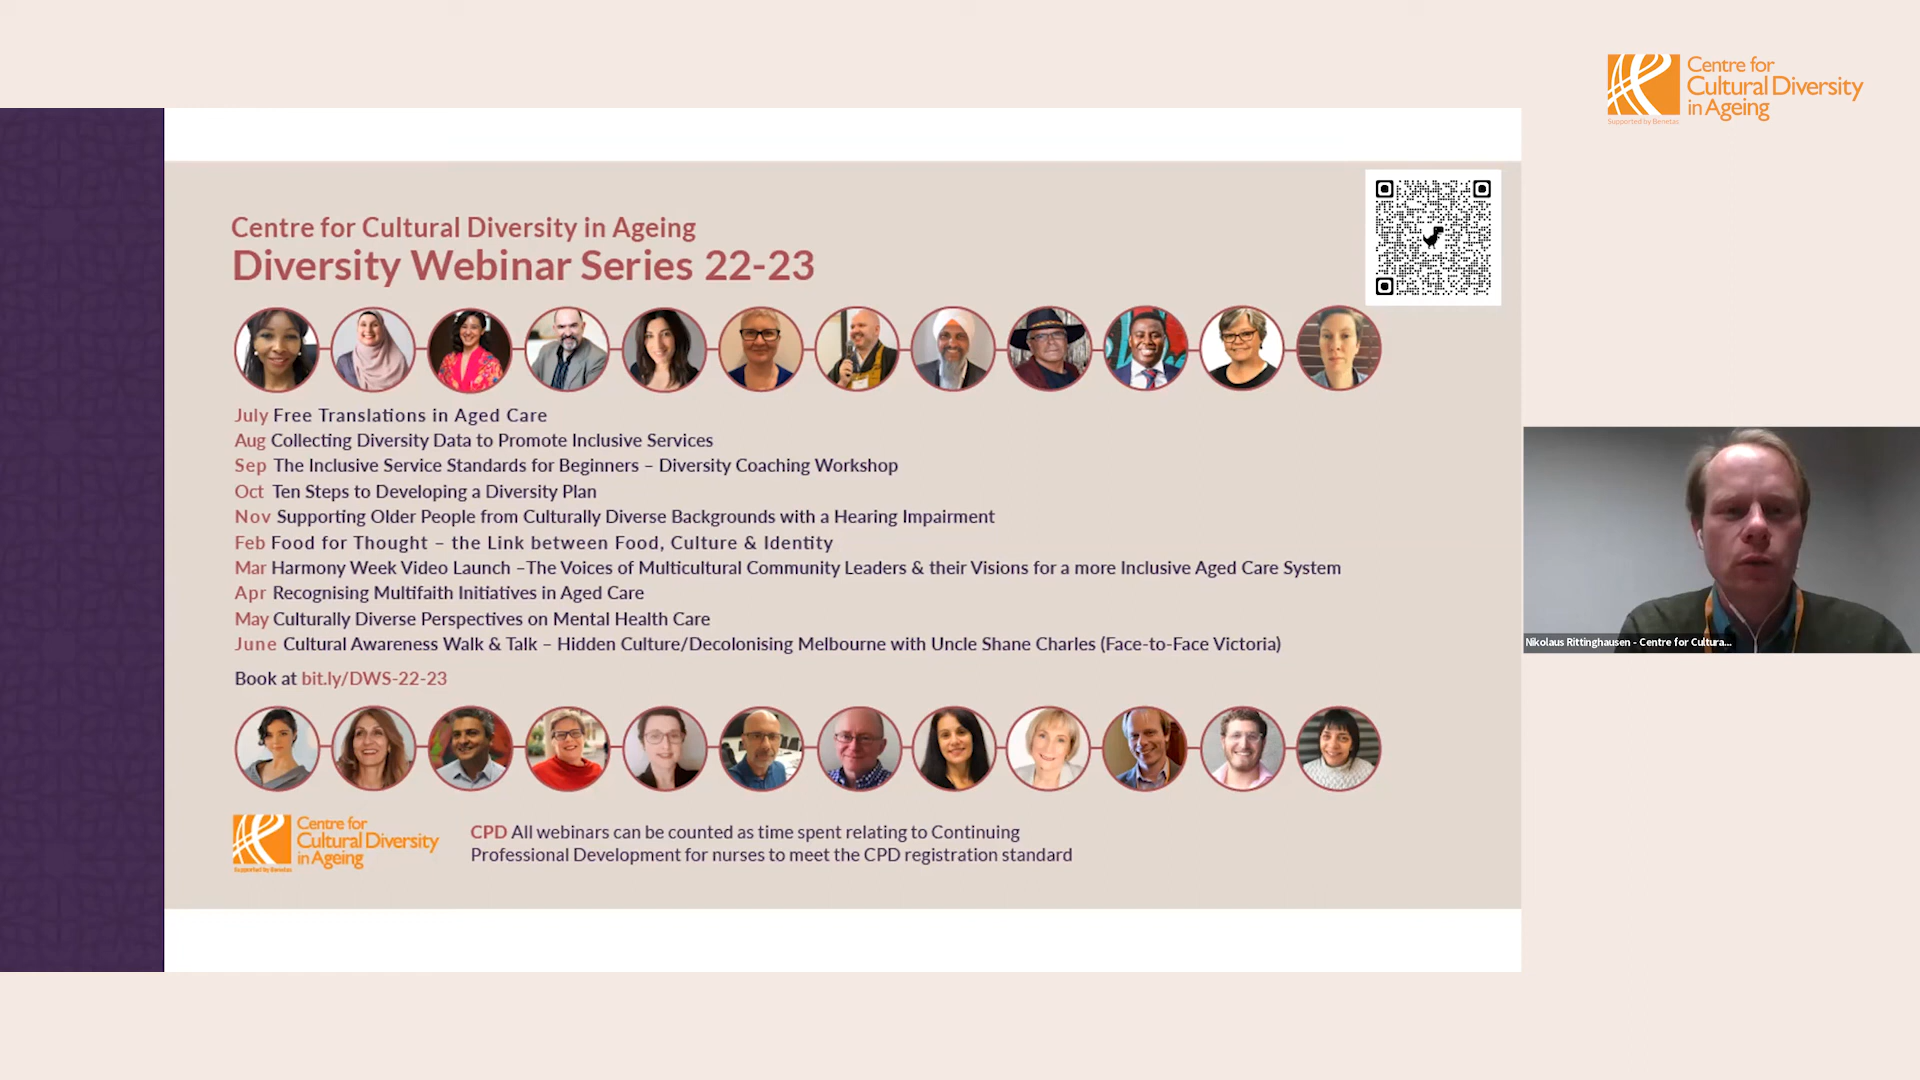 Centre for
Cultural Diversity
in Ageing
Supported by Benetas
Centre for Cultural Diversity in Ageing
Diversity Webinar Series 22-23
July Free Translations in Aged Care
Aug Collecting Diversity Data to Promote Inclusive Services
Sep The Inclusive Service Standards for Beginners – Diversity Coaching Workshop
Oct Ten Steps to Developing a Diversity Plan
Nov Supporting Older People from Culturally Diverse Backgrounds with a Hearing Impairment
Feb Food for Thought – the Link between Food, Culture & Identity
Mar Harmony Week Video Launch –The Voices of Multicultural Community Leaders & their Visions for a more Inclusive Aged Care System
Apr Recognising Multifaith Initiatives in Aged Care
May Culturally Diverse Perspectives on Mental Health Care
June Cultural Awareness Walk & Talk – Hidden Culture/Decolonising Melbourne with Uncle Shane Charles (Face-to-Face Victoria)
Book at bit.ly/DWS-22-23
Centre for
Cultural Diversity
in Ageing
Supported by Benetas
CPD All webinars can be counted as time spent relating to Continuing
Professional Development for nurses to meet the CPD registration standard
Nikolaus Rittinghausen - Centre for Cultura...